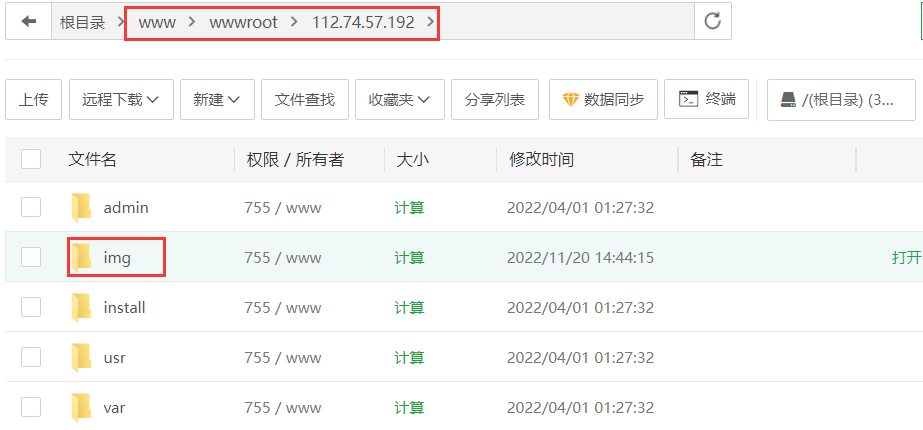 根目录 > www > wwwroot > 112.74.57.192 >
上传 远程下载 新建 文件查找 收藏夹 分享列表 数据同步 终端 /(根目录) (3...
文件名 权限 / 所有者 大小 修改时间 备注
admin 755 / www 计算 2022/04/01 01:27:32
img 755 / www 计算 2022/11/20 14:44:15 打开
install 755 / www 计算 2022/04/01 01:27:32
usr 755 / www 计算 2022/04/01 01:27:32
var 755 / www 计算 2022/04/01 01:27:32